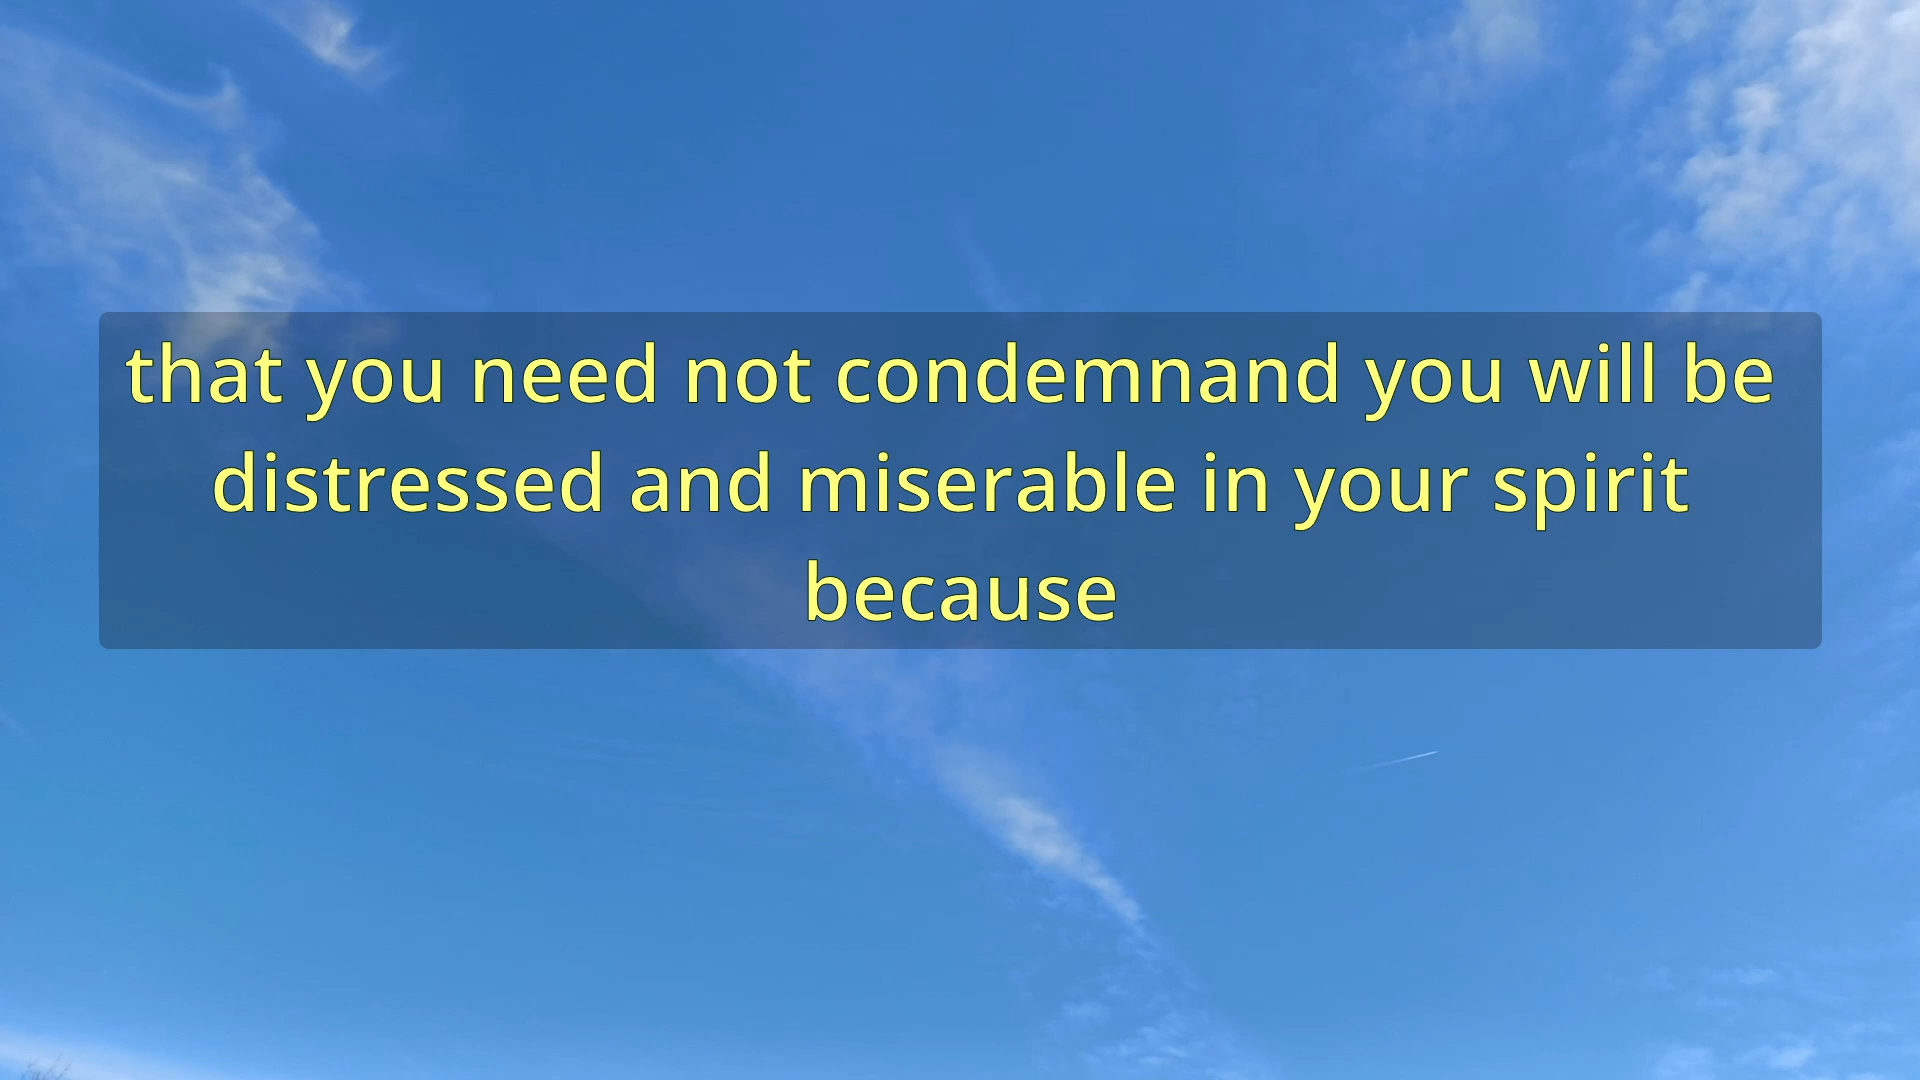 that you need not condemnand you will be
distressed and miserable in your spirit
because